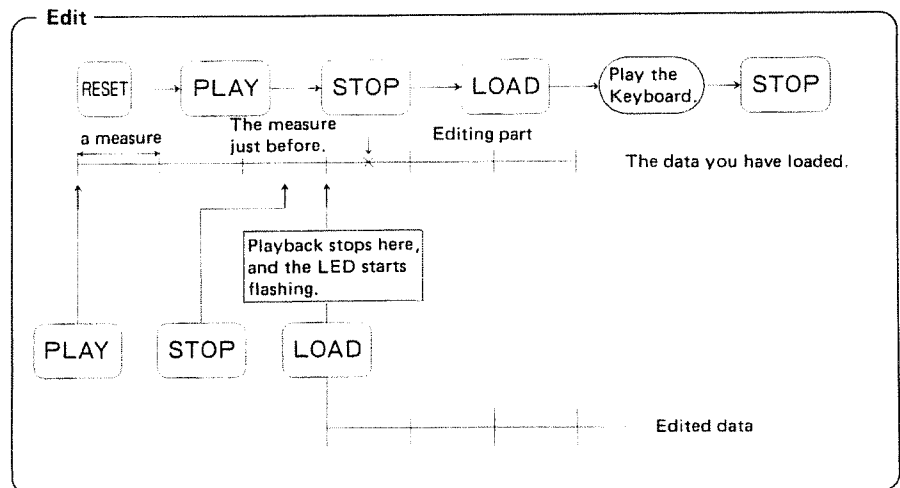 Edit
RESET PLAY STOP LOAD Play the
Keyboard. STOP
a measure
The measure
just before.
Editing part
The data you have loaded.
Playback stops here,
and the LED starts
flashing.
PLAY STOP LOAD
Edited data